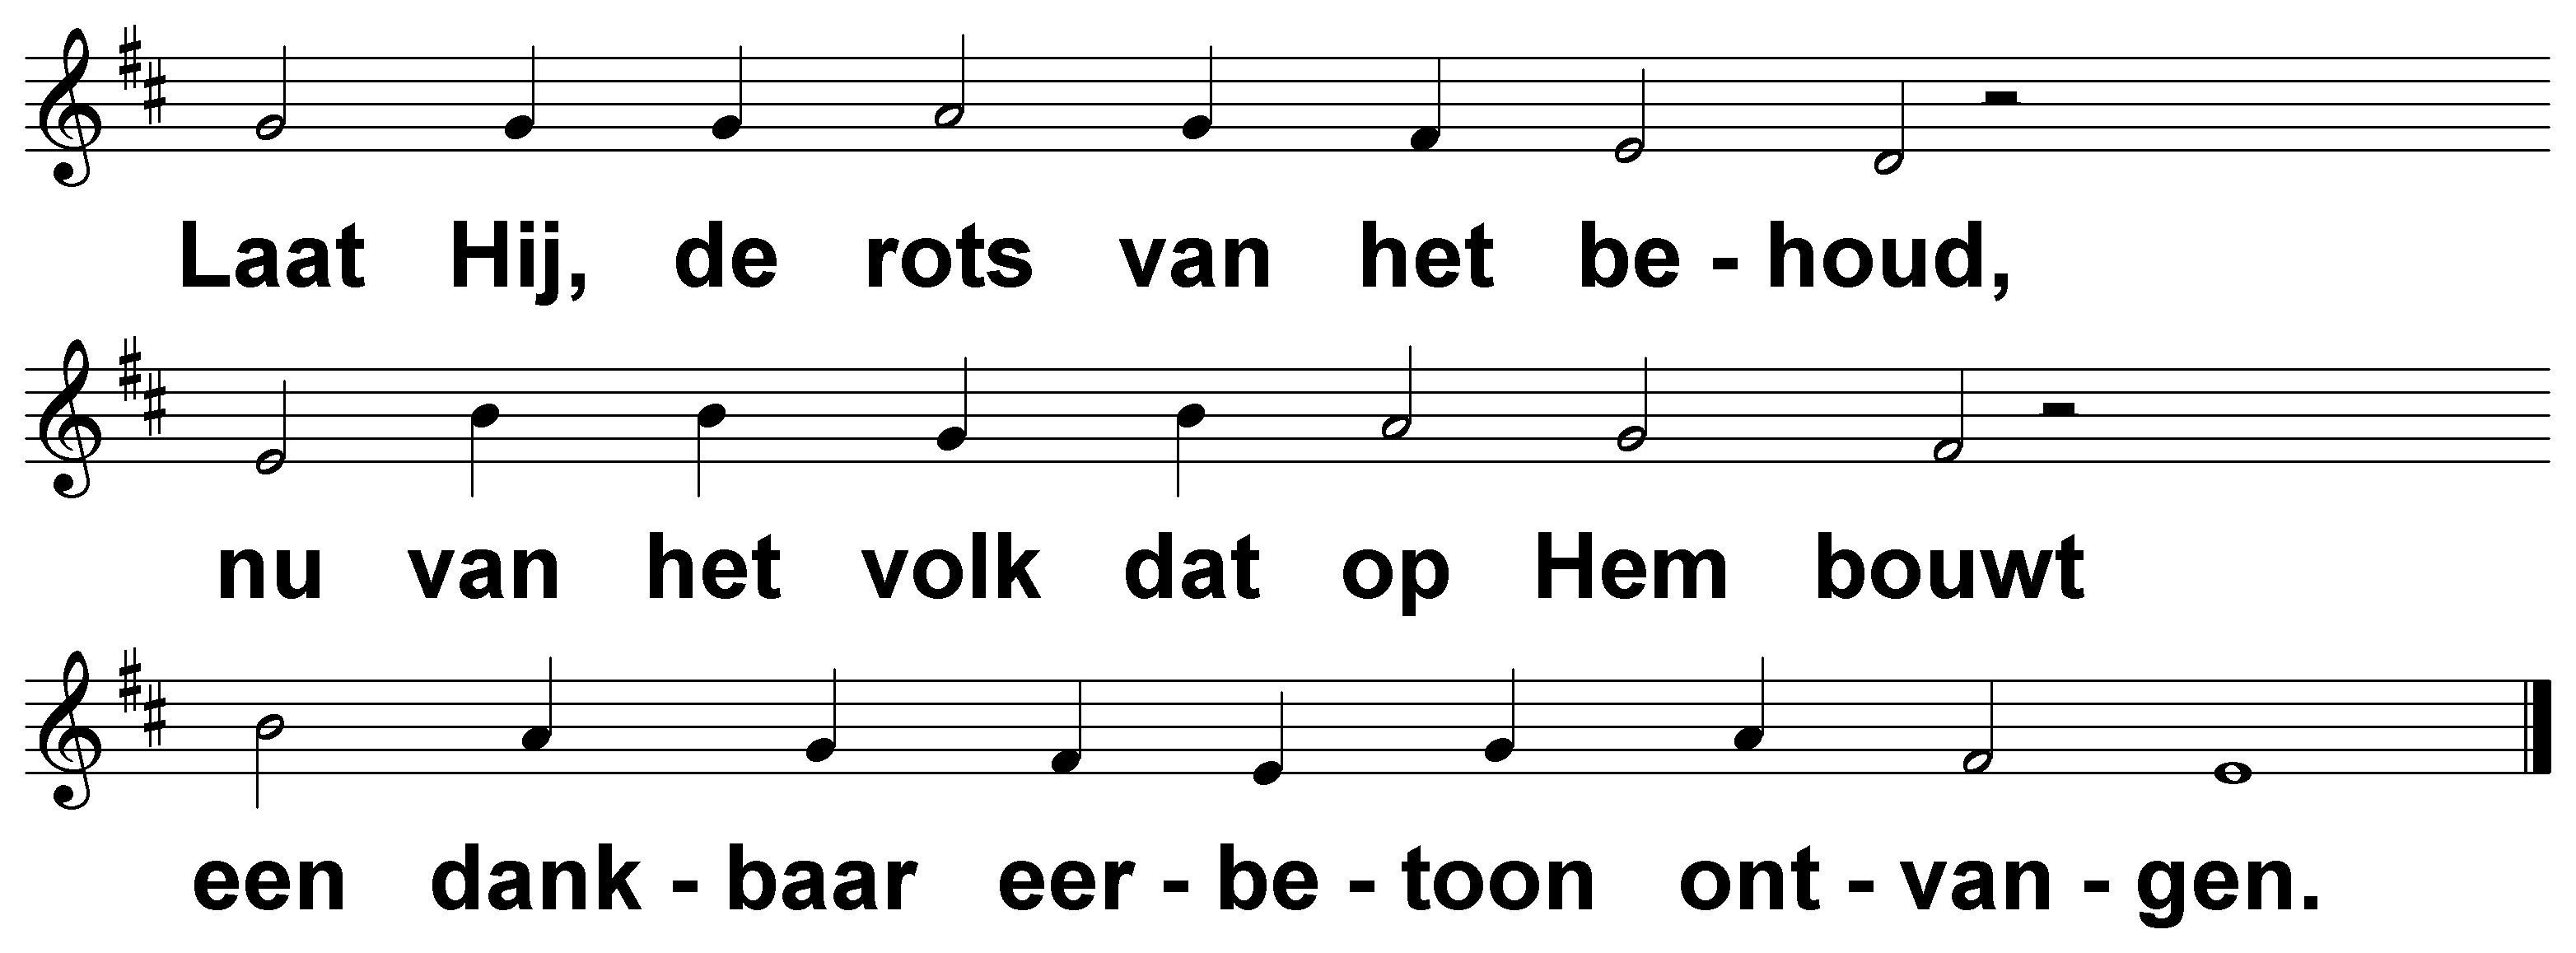 Laat Hij, de rots van het be - houd,
nu van het volk dat op Hem bouwt
een dank - baar eer - be - toon ont - van - gen.